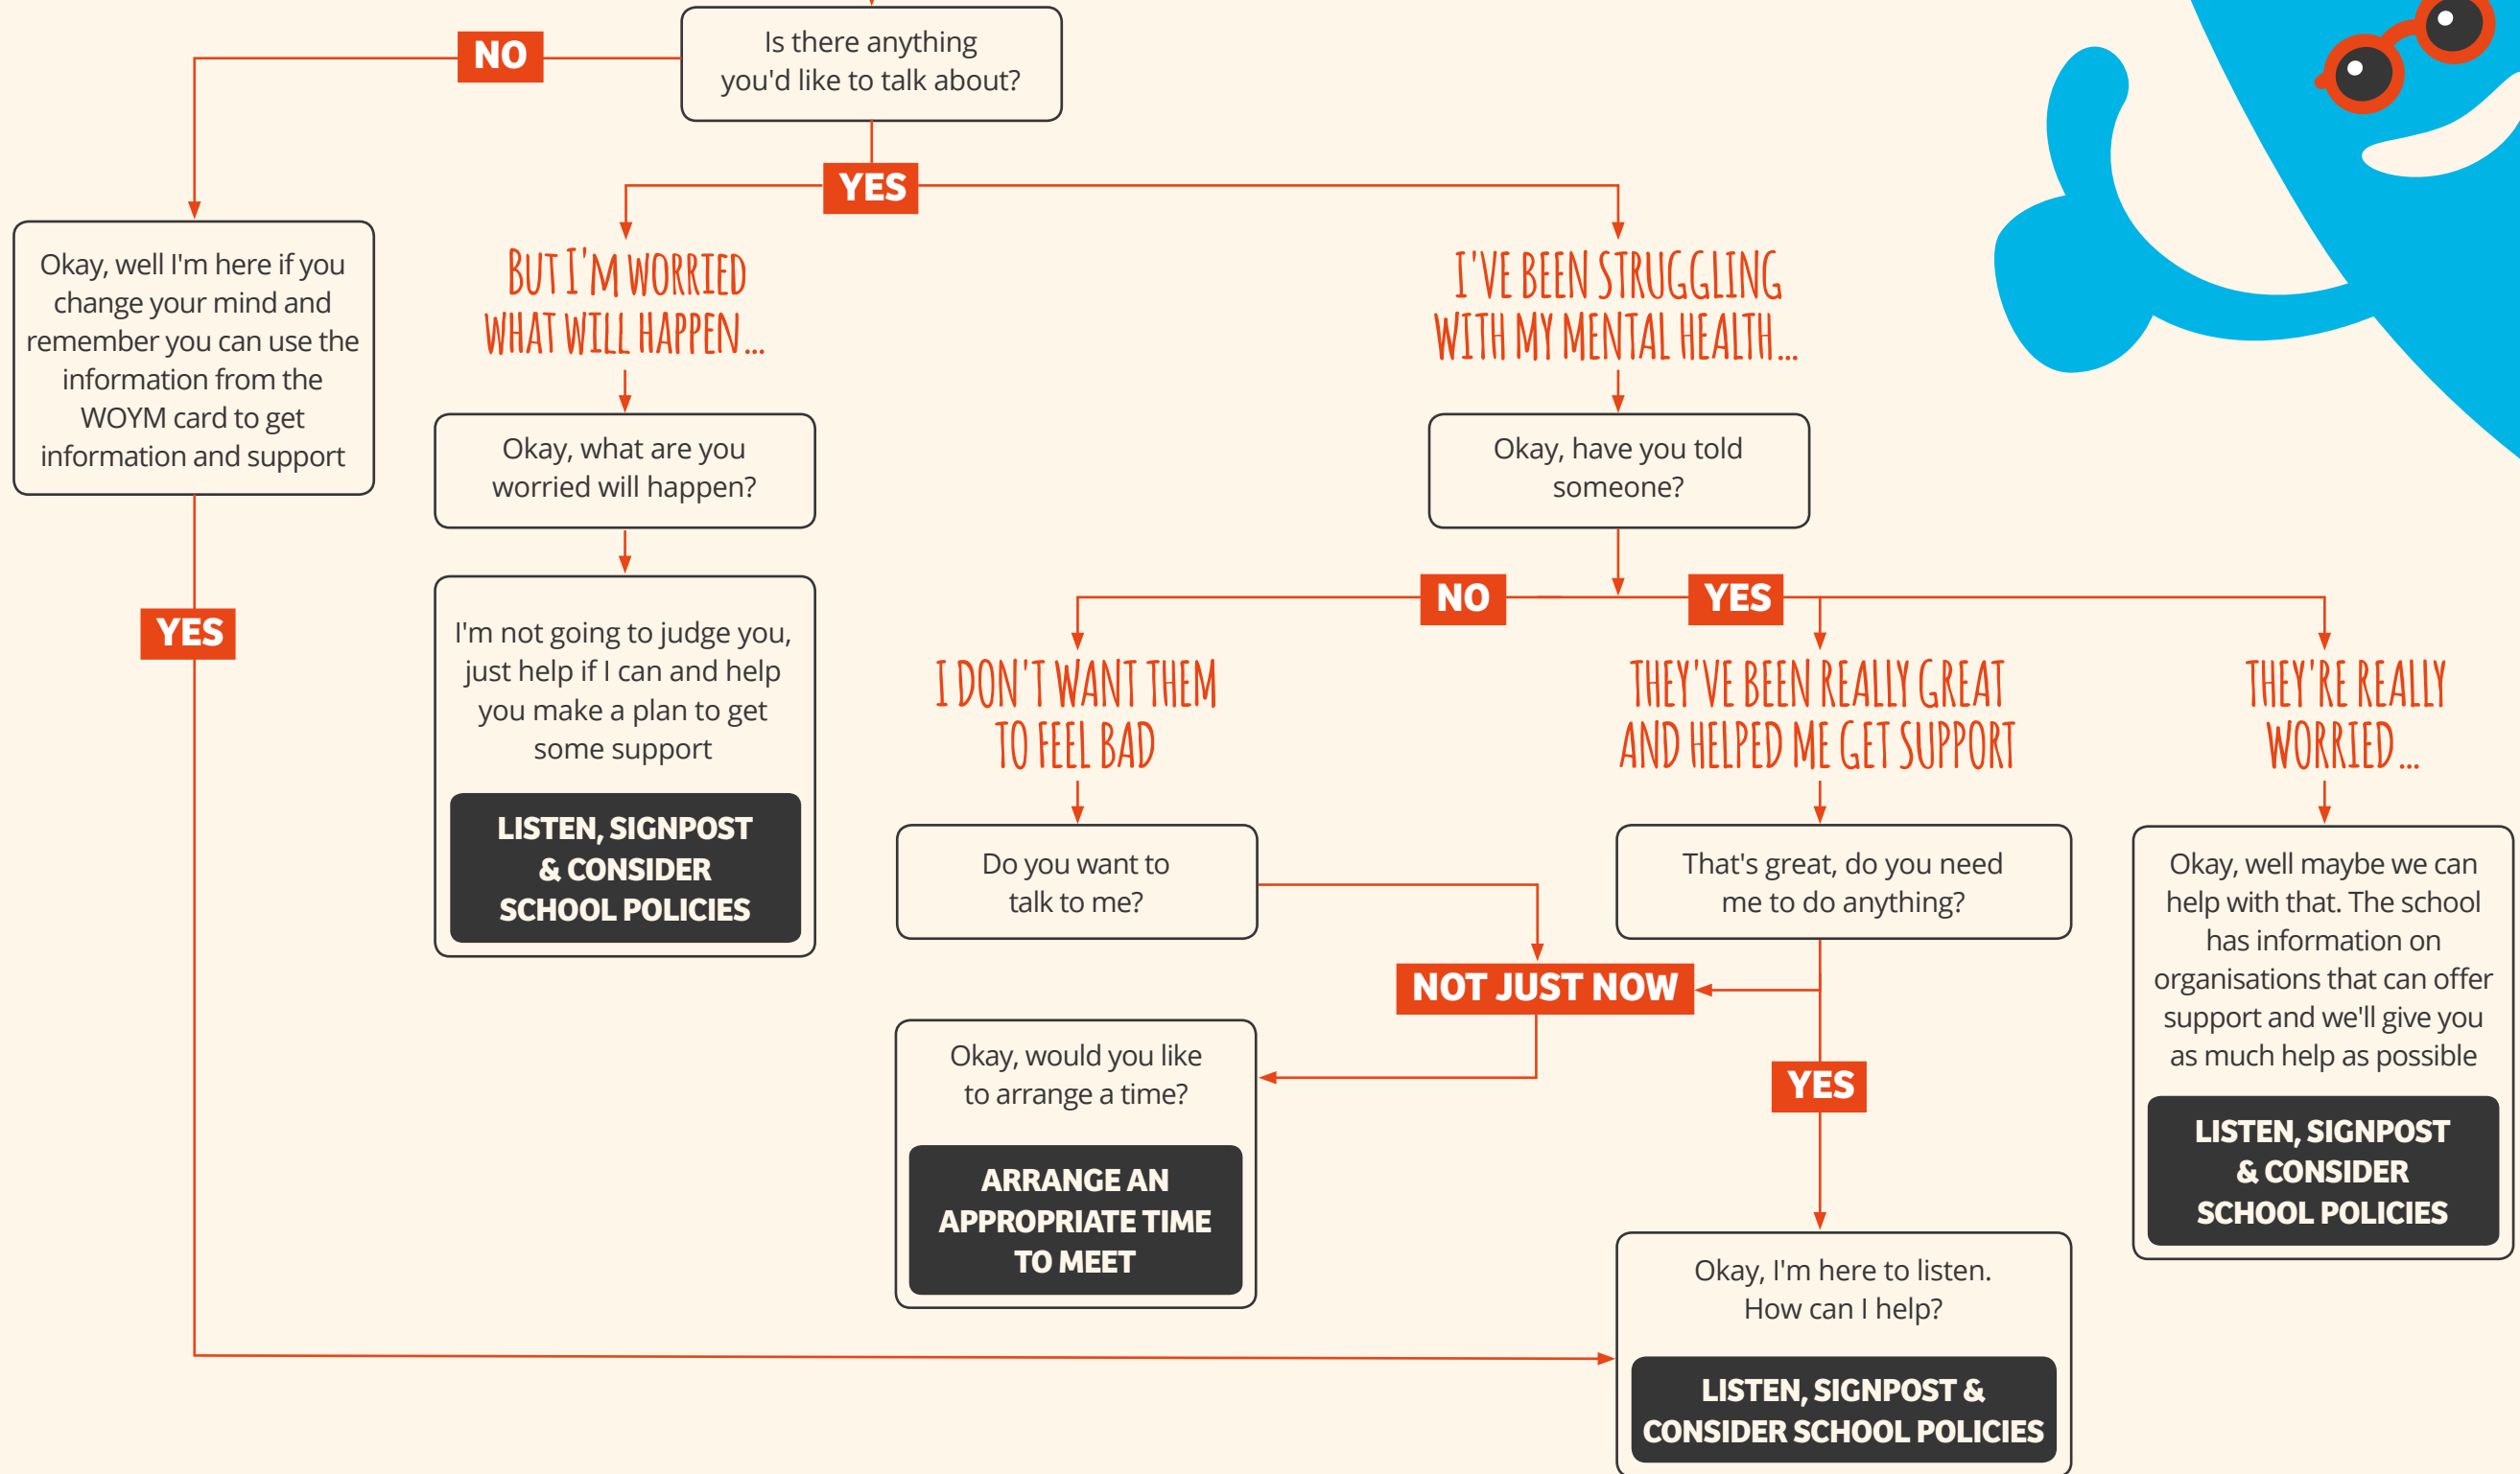 Is there anything
you'd like to talk about?
NO
YES
Okay, well I'm here if you
change your mind and
remember you can use the
information from the
WOYM card to get
information and support
YES
BUT I'M WORRIED
WHAT WILL HAPPEN...
Okay, what are you
worried will happen?
I'm not going to judge you,
just help if I can and help
you make a plan to get
some support
LISTEN, SIGNPOST
& CONSIDER
SCHOOL POLICIES
I'VE BEEN STRUGGLING
WITH MY MENTAL HEALTH...
Okay, have you told
someone?
NO
YES
I DON'T WANT THEM
TO FEEL BAD
Do you want to
talk to me?
THEY'VE BEEN REALLY GREAT
AND HELPED ME GET SUPPORT
That's great, do you need
me to do anything?
THEY'RE REALLY
WORRIED...
Okay, well maybe we can
help with that. The school
has information on
organisations that can offer
support and we'll give you
as much help as possible
LISTEN, SIGNPOST
& CONSIDER
SCHOOL POLICIES
NOT JUST NOW
Okay, would you like
to arrange a time?
ARRANGE AN
APPROPRIATE TIME
TO MEET
YES
Okay, I'm here to listen.
How can I help?
LISTEN, SIGNPOST &
CONSIDER SCHOOL POLICIES